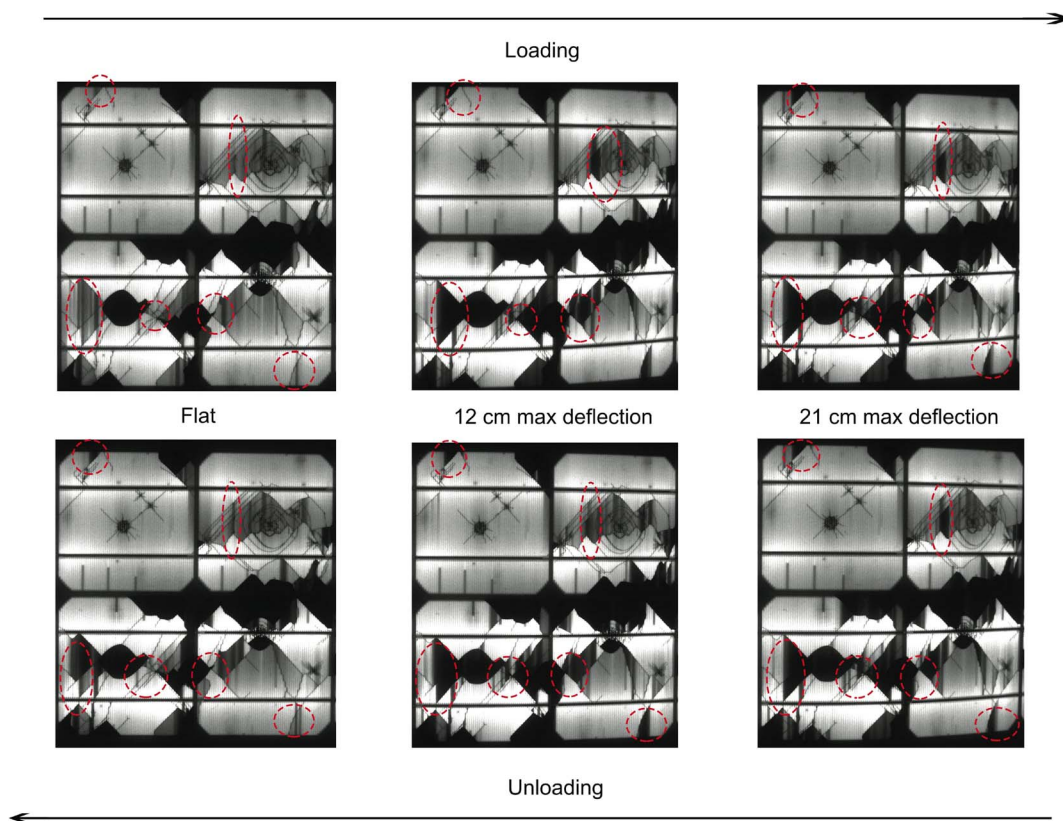 Loading
Flat
12 cm max deflection
21 cm max deflection
Unloading